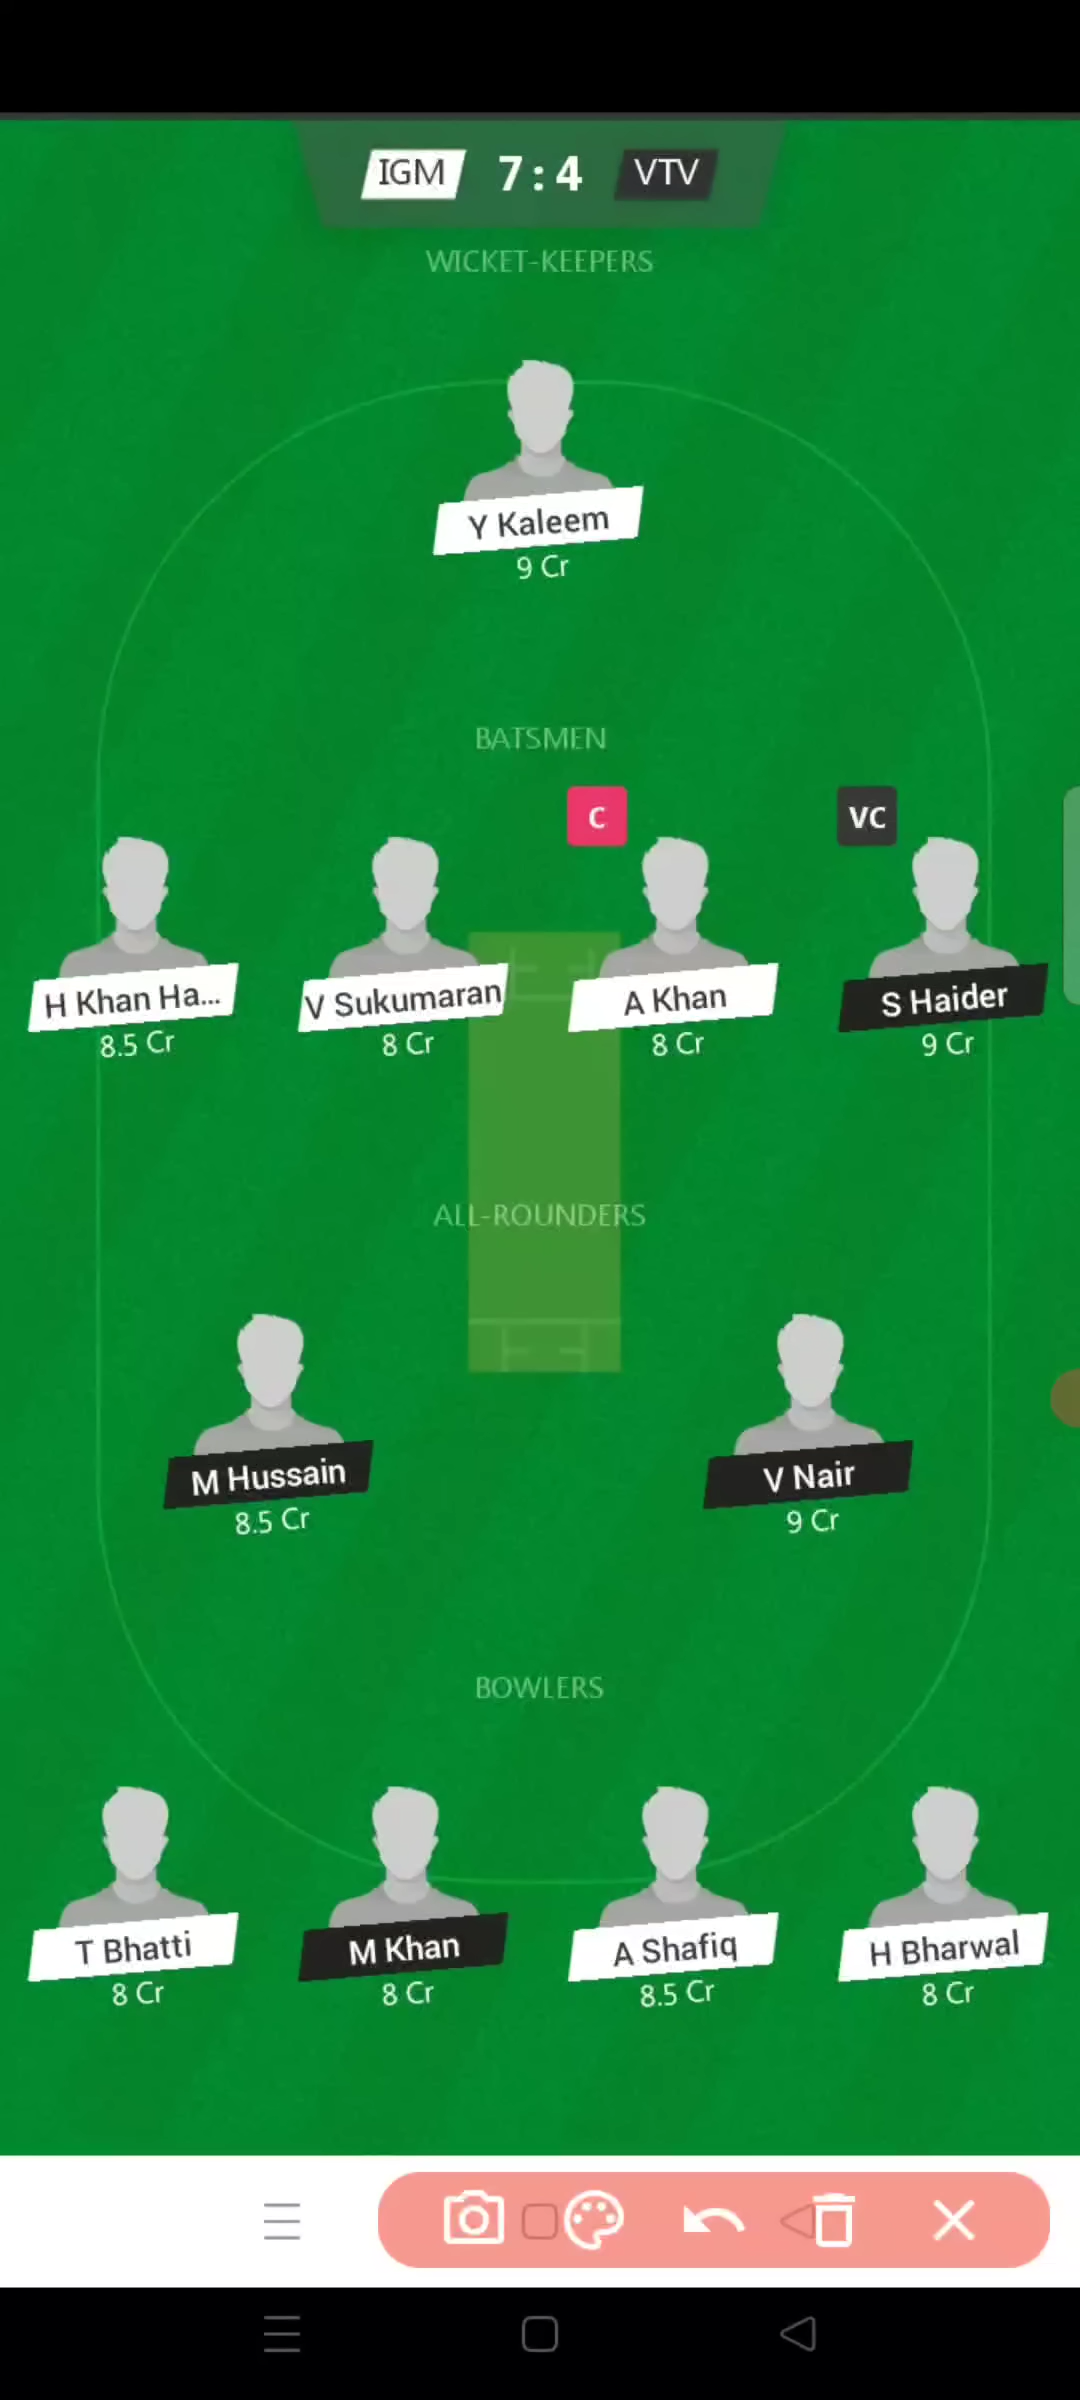 IGM 7:4 VTV
WICKET-KEEPERS
Y Kaleem
9 Cr
BATSMEN
C VC
H Khan Ha... V Sukumaran A Khan S Haider
8.5 Cr 8 Cr 8 Cr 9 Cr
ALL-ROUNDERS
M Hussain V Nair
8.5 Cr 9 Cr
BOWLERS
T Bhatti M Khan A Shafiq H Bharwal
8 Cr 8 Cr 8.5 Cr 8 Cr